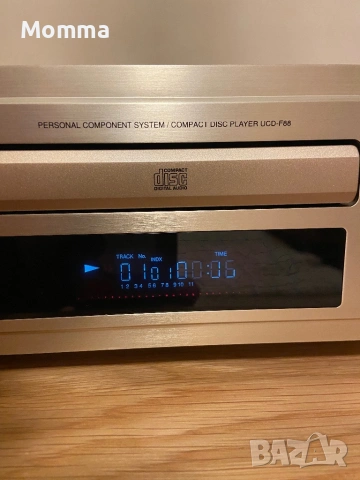 Momma
PERSONAL COMPONENT SYSTEM / COMPACT DISC PLAYER UCD-F88
COMPACT
disc
DIGITAL AUDIO
TRACK No. INDX TIME
01 01 00:05
1 2 3 4 5 6 7 8 9 10 11
BAZAR